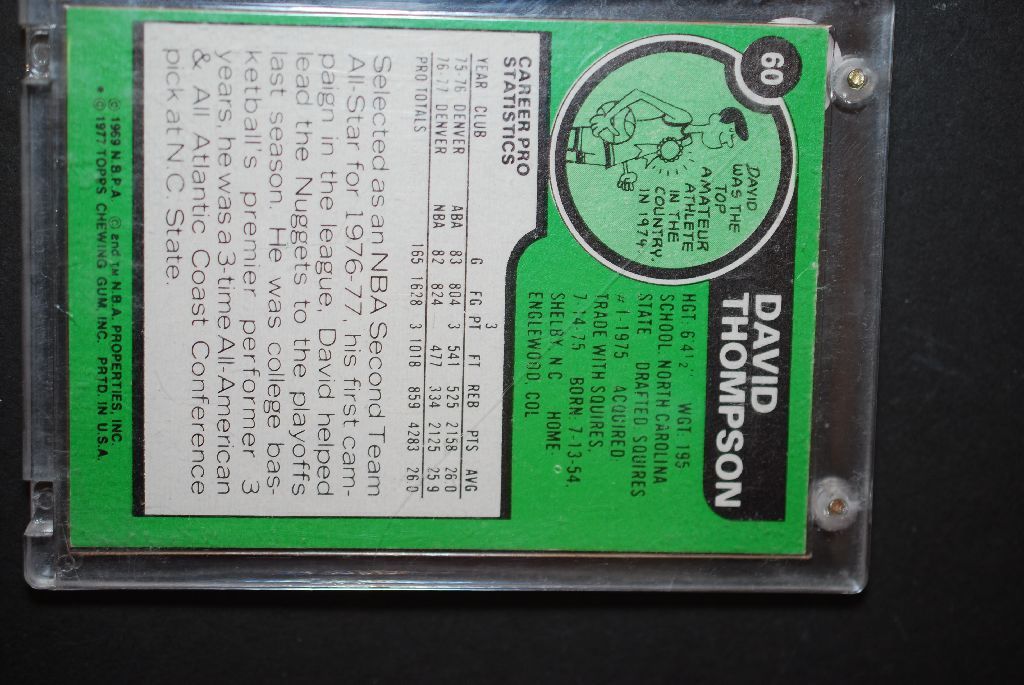 60
DAVID
WAS THE
TOP
AMATEUR
ATHLETE
IN THE
COUNTRY
IN 1974.
DAVID
THOMPSON
HGT: 6'4½" WGT: 195
SCHOOL NORTH CAROLINA
STATE DRAFTED SQUIRES
#1-1975 ACQUIRED:
TRADE WITH SQUIRES,
7-14-75 BORN 7-13-54,
SHELBY, N C HOME:
ENGLEWOOD, COL
CAREER PRO
STATISTICS
3
YEAR CLUB G FG PT FT REB PTS AVG
75-76 DENVER ABA 83 804 3 541 525 2158 26.0
76-77 DENVER NBA 82 824 477 334 2125 25.9
PRO TOTALS 165 1628 3 1018 859 4283 26.0
Selected as an NBA Second Team
All-Star for 1976-77, his first cam-
paign in the league, David helped
lead the Nuggets to the playoffs
last season. He was college bas-
ketball's premier performer 3
years, he was a 3-time All-American
& All Atlantic Coast Conference
pick at N.C. State.
© 1969 N.B.P.A. © and TM N.B.A. PROPERTIES, INC.
* © 1977 TOPPS CHEWING GUM, INC. PRTD. IN U.S.A.